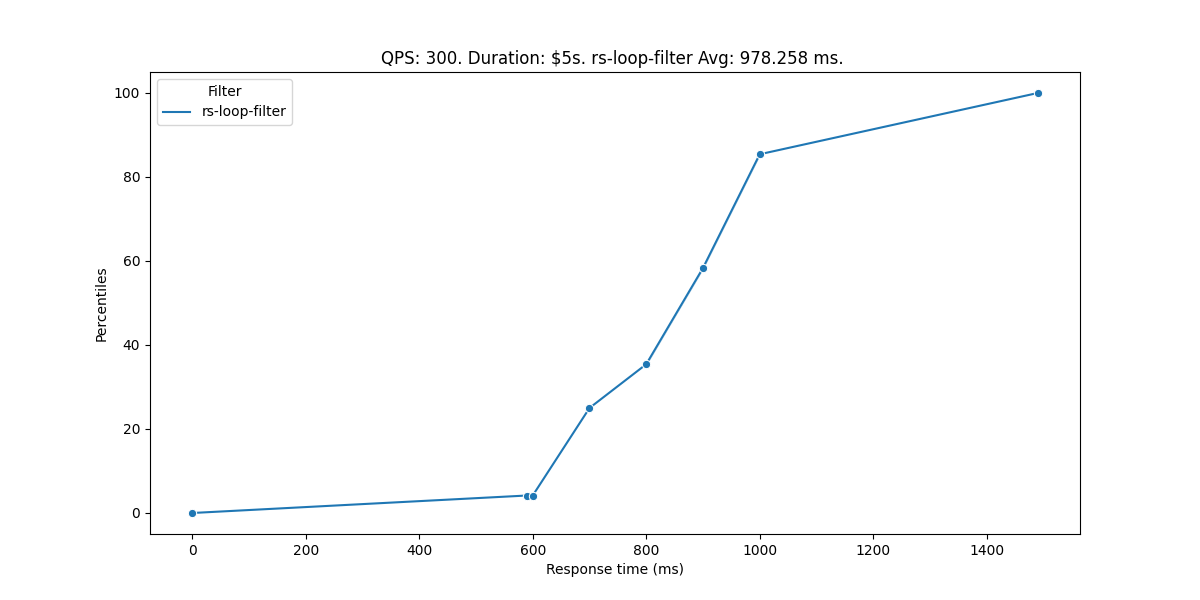 QPS: 300. Duration: $5s. rs-loop-filter Avg: 978.258 ms.
Filter
rs-loop-filter
100
80
60
40
20
0
Percentiles
0 200 400 600 800 1000 1200 1400
Response time (ms)